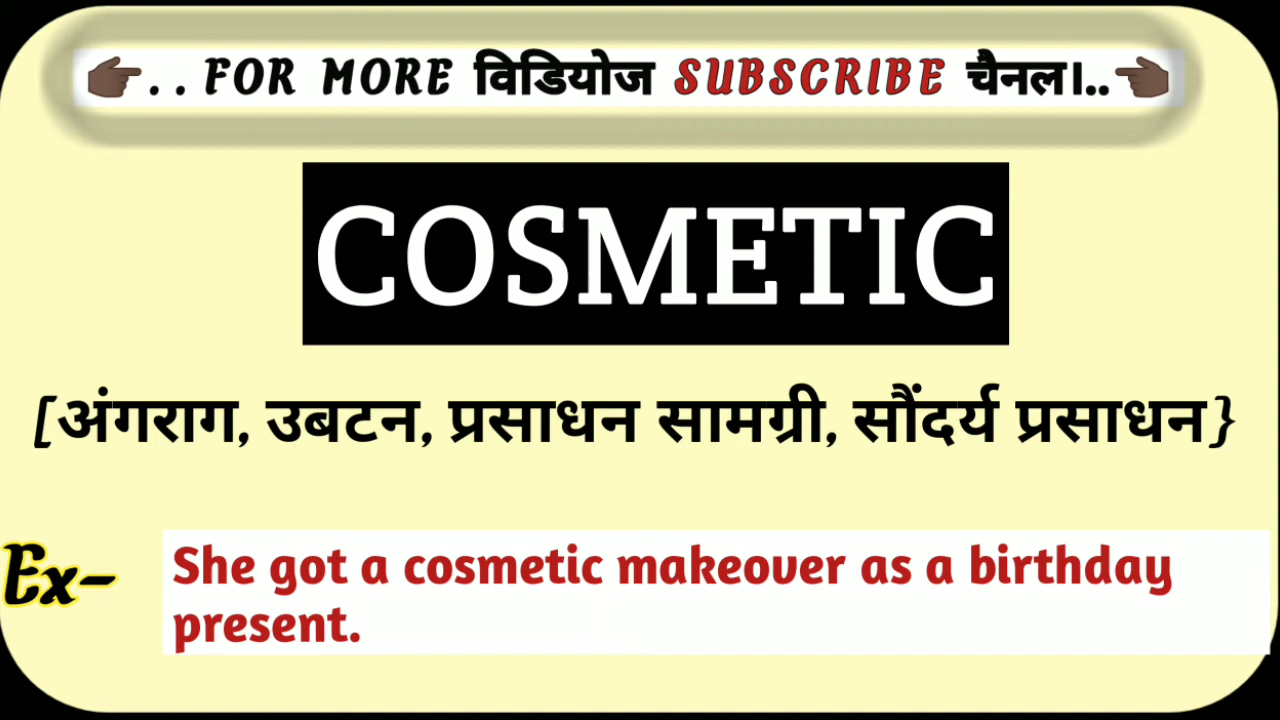 👉🏿. . FOR MORE विडियोज SUBSCRIBE चैनल।..👈🏿
COSMETIC
[अंगराग, उबटन, प्रसाधन सामग्री, सौंदर्य प्रसाधन}
Ex- She got a cosmetic makeover as a birthday
present.